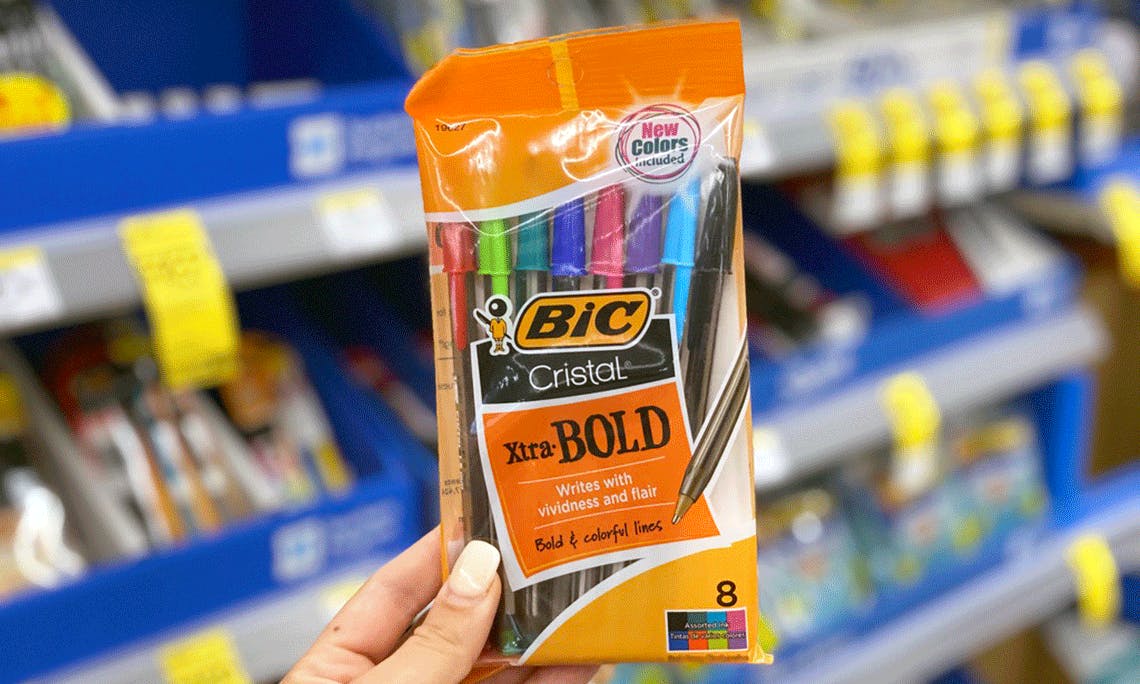 19627
New
Colors
included
BiC®
Cristal®
Xtra-BOLD
Writes with
vividness and flair
Bold & colorful lines
8
Assorted ink
Tintas de varios colores